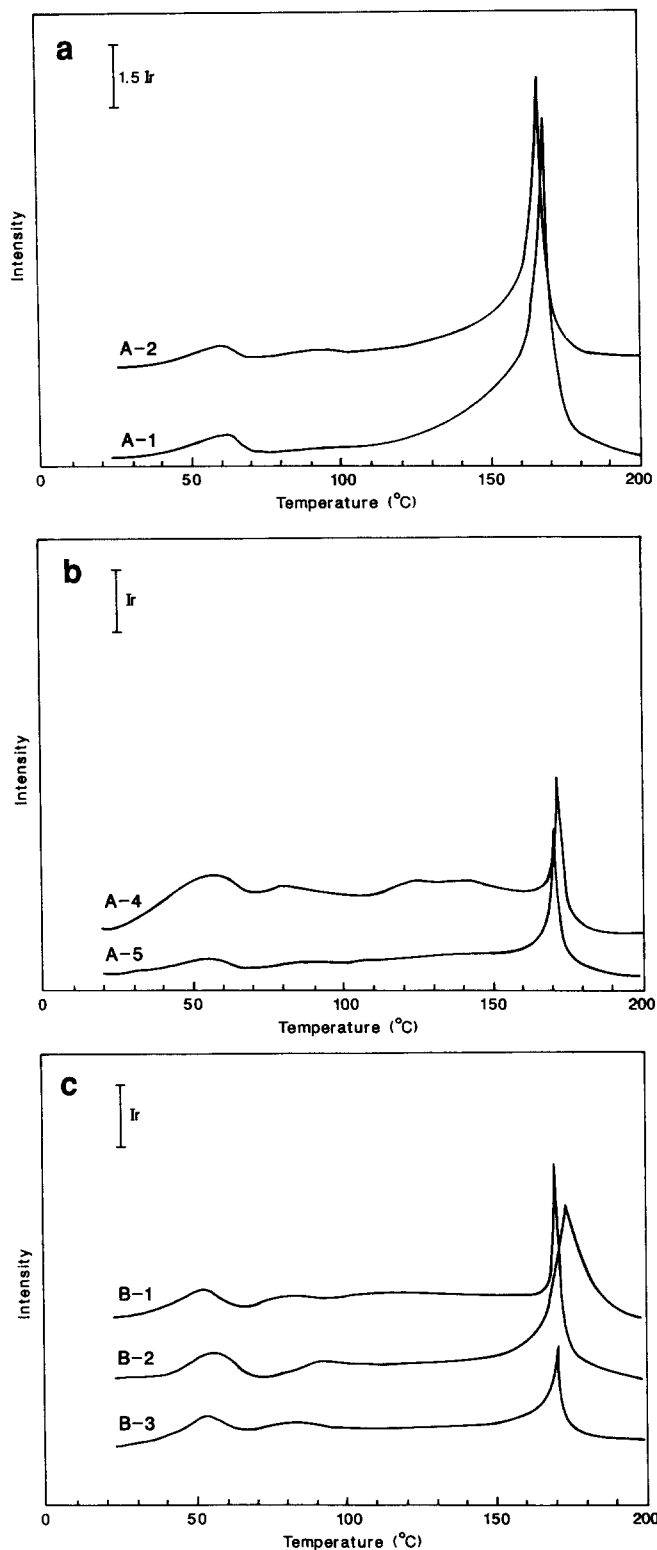 a
1.5 Ir
Intensity
A-2
A-1
0 50 100 150 200
Temperature (°C)
b
Ir
Intensity
A-4
A-5
0 50 100 150 200
Temperature (°C)
c
Ir
Intensity
B-1
B-2
B-3
0 50 100 150 200
Temperature (°C)